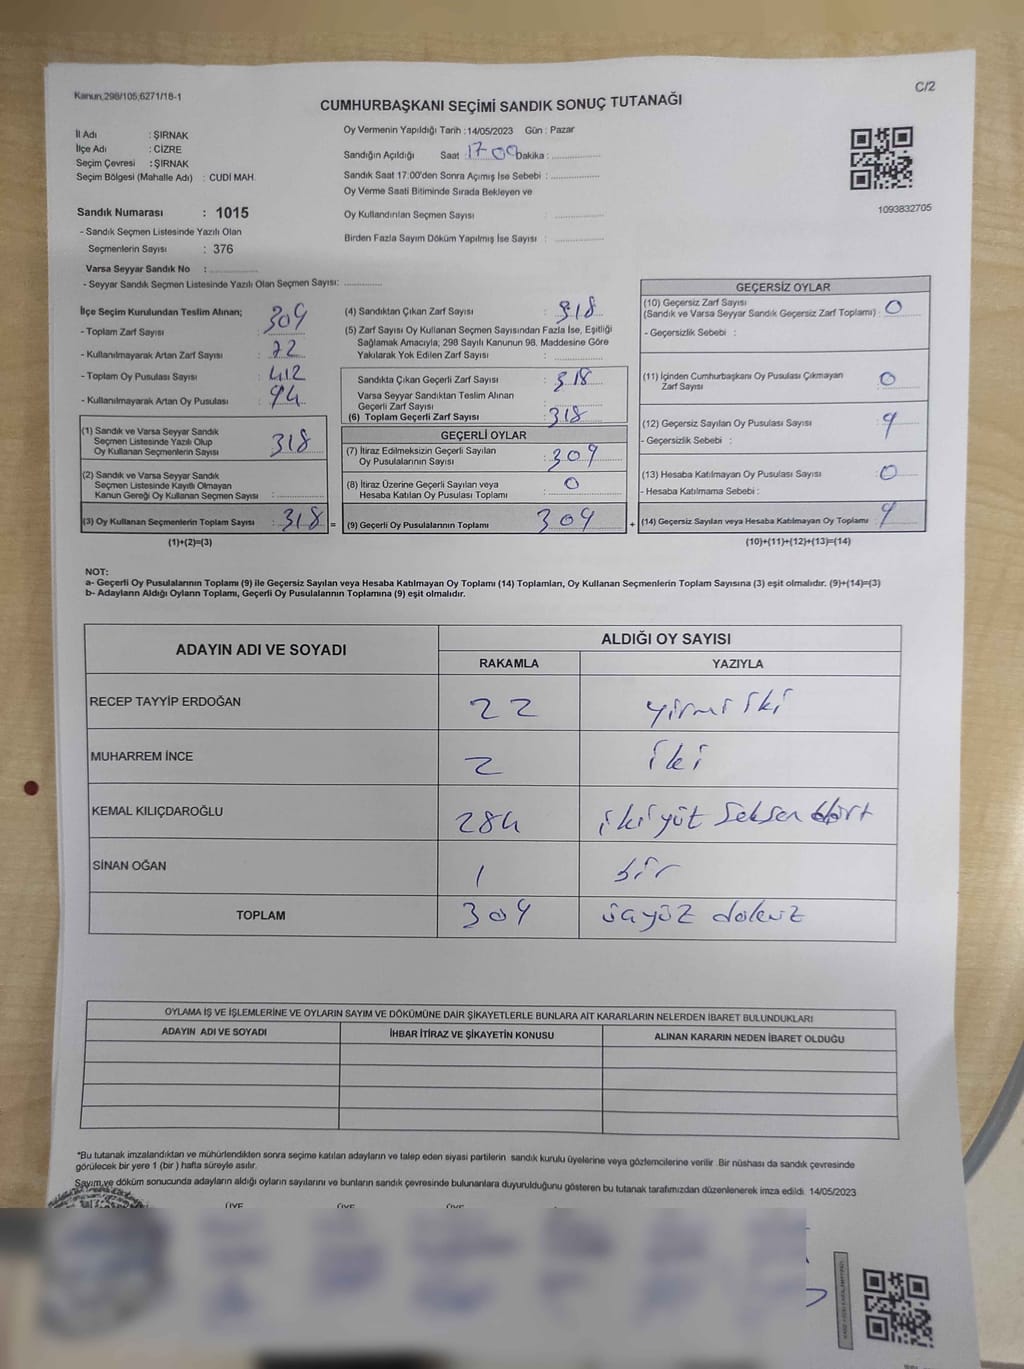 Kanun,298/105;6271/18-1
C/2
CUMHURBAŞKANI SEÇİMİ SANDIK SONUÇ TUTANAĞI
İl Adı : ŞIRNAK
İlçe Adı : CİZRE
Seçim Çevresi : ŞIRNAK
Seçim Bölgesi (Mahalle Adı) : CUDİ MAH.
Sandık Numarası : 1015
- Sandık Seçmen Listesinde Yazılı Olan
Seçmenlerin Sayısı : 376
Varsa Seyyar Sandık No :
- Seyyar Sandık Seçmen Listesinde Yazılı Olan Seçmen Sayısı:
Oy Vermenin Yapıldığı Tarih :14/05/2023 Gün : Pazar
Sandığın Açıldığı Saat :17 00 Dakika :
Sandık Saat 17:00'den Sonra Açımış İse Sebebi :
Oy Verme Saati Bitiminde Sırada Bekleyen ve
Oy Kullandırılan Seçmen Sayısı :
Birden Fazla Sayım Döküm Yapılmış İse Sayısı :
1093832705
İlçe Seçim Kurulundan Teslim Alınan;
- Toplam Zarf Sayısı :
- Kullanılmayarak Artan Zarf Sayısı :
- Toplam Oy Pusulası Sayısı : 412
- Kullanılmayarak Artan Oy Pusulası : 94
(1) Sandık ve Varsa Seyyar Sandık
Seçmen Listesinde Yazılı Olup
Oy Kullanan Seçmenlerin Sayısı : 318
(2) Sandık ve Varsa Seyyar Sandık
Seçmen Listesinde Kayıtlı Olmayan
Kanun Gereği Oy Kullanan Seçmen Sayısı :
(3) Oy Kullanan Seçmenlerin Toplam Sayısı : 318 =
(1)+(2)=(3)
(4) Sandıktan Çıkan Zarf Sayısı : 318
(5) Zarf Sayısı Oy Kullanan Seçmen Sayısından Fazla İse, Eşitliği
Sağlamak Amacıyla; 298 Sayılı Kanunun 98. Maddesine Göre
Yakılarak Yok Edilen Zarf Sayısı :
Sandıkta Çıkan Geçerli Zarf Sayısı : 318
Varsa Seyyar Sandıktan Teslim Alınan
Geçerli Zarf Sayısı :
(6) Toplam Geçerli Zarf Sayısı : 318
GEÇERLİ OYLAR
(7) İtiraz Edilmeksizin Geçerli Sayılan
Oy Pusulalarının Sayısı : 309
(8) İtiraz Üzerine Geçerli Sayılan veya
Hesaba Katılan Oy Pusulası Toplamı : 0
(9) Geçerli Oy Pusulalarının Toplamı : 309 +
GEÇERSİZ OYLAR
(10) Geçersiz Zarf Sayısı
(Sandık ve Varsa Seyyar Sandık Geçersiz Zarf Toplamı) : 0
- Geçersizlik Sebebi :
(11) İçinden Cumhurbaşkanı Oy Pusulası Çıkmayan
Zarf Sayısı : 0
(12) Geçersiz Sayılan Oy Pusulası Sayısı : 9
- Geçersizlik Sebebi :
(13) Hesaba Katılmayan Oy Pusulası Sayısı : 0
- Hesaba Katılmama Sebebi :
(14) Geçersiz Sayılan veya Hesaba Katılmayan Oy Toplamı : 9
(10)+(11)+(12)+(13)=(14)
NOT:
a- Geçerli Oy Pusulalarının Toplamı (9) ile Geçersiz Sayılan veya Hesaba Katılmayan Oy Toplamı (14) Toplamları, Oy Kullanan Seçmenlerin Toplam Sayısına (3) eşit olmalıdır. (9)+(14)=(3)
b- Adayların Aldığı Oyların Toplamı, Geçerli Oy Pusulalarının Toplamına (9) eşit olmalıdır.
ADAYIN ADI VE SOYADI
ALDIĞI OY SAYISI
RAKAMLA YAZIYLA
RECEP TAYYİP ERDOĞAN 22 yirmi iki
MUHARREM İNCE 2 iki
KEMAL KILIÇDAROĞLU 284 ikiyüt seksen dört
SİNAN OĞAN 1 bir
TOPLAM 309 üçyüz dokuz
OYLAMA İŞ VE İŞLEMLERİNE VE OYLARIN SAYIM VE DÖKÜMÜNE DAİR ŞİKAYETLERLE BUNLARA AİT KARARLARIN NELERDEN İBARET BULUNDUKLARI
ADAYIN ADI VE SOYADI İHBAR İTİRAZ VE ŞİKAYETİN KONUSU ALINAN KARARIN NEDEN İBARET OLDUĞU
*Bu tutanak imzalandıktan ve mühürlendikten sonra seçime katılan adayların ve talep eden siyasi partilerin sandık kurulu üyelerine veya gözlemcilerine verilir .Bir nüshası da sandık çevresinde
görülecek bir yere 1 (bir ) hafta süreyle asılır.
Sayım ve döküm sonucunda adayların aldığı oyların sayılarını ve bunların sandık çevresinde bulunanlara duyurulduğunu gösteren bu tutanak tarafımızdan düzenlenerek imza edildi. 14/05/2023
ÜYE ÜYE ÜYE